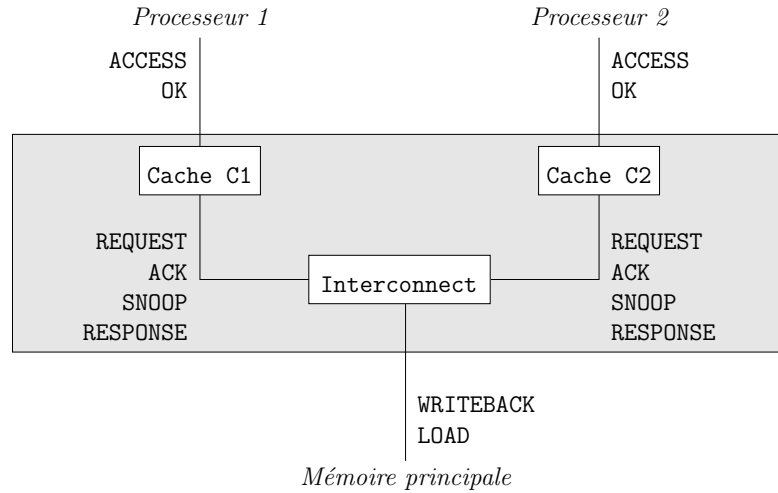 Processeur 1
Processeur 2
ACCESS
OK
ACCESS
OK
Cache C1
Cache C2
REQUEST
ACK
SNOOP
RESPONSE
REQUEST
ACK
SNOOP
RESPONSE
Interconnect
WRITEBACK
LOAD
Mémoire principale